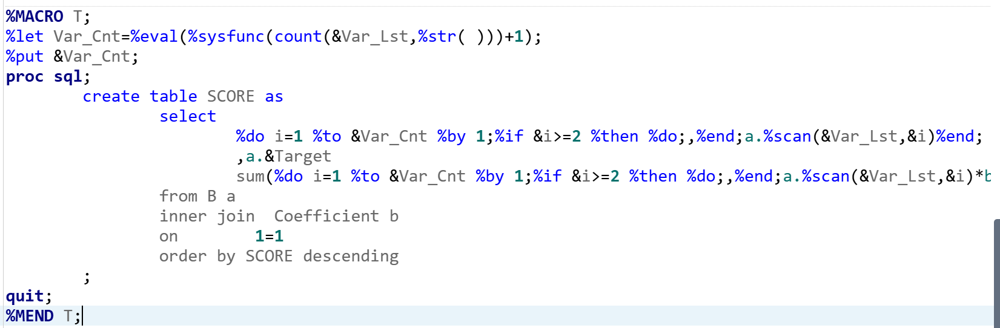 %MACRO T;
%let Var_Cnt=%eval(%sysfunc(count(&Var_Lst,%str( )))+1);
%put &Var_Cnt;
proc sql;
create table SCORE as
select
%do i=1 %to &Var_Cnt %by 1;%if &i>=2 %then %do;,%end;a.%scan(&Var_Lst,&i)%end;
,a.&Target
sum(%do i=1 %to &Var_Cnt %by 1;%if &i>=2 %then %do;,%end;a.%scan(&Var_Lst,&i)*b
from B a
inner join Coefficient b
on 1=1
order by SCORE descending
;
quit;
%MEND T;